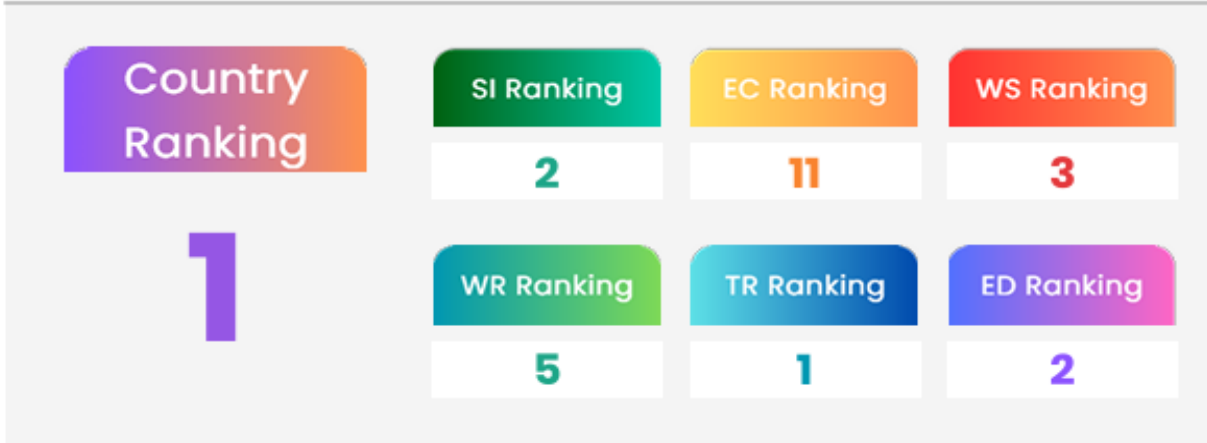 Country
Ranking
1
SI Ranking
EC Ranking
WS Ranking
2
11
3
WR Ranking
TR Ranking
ED Ranking
5
1
2